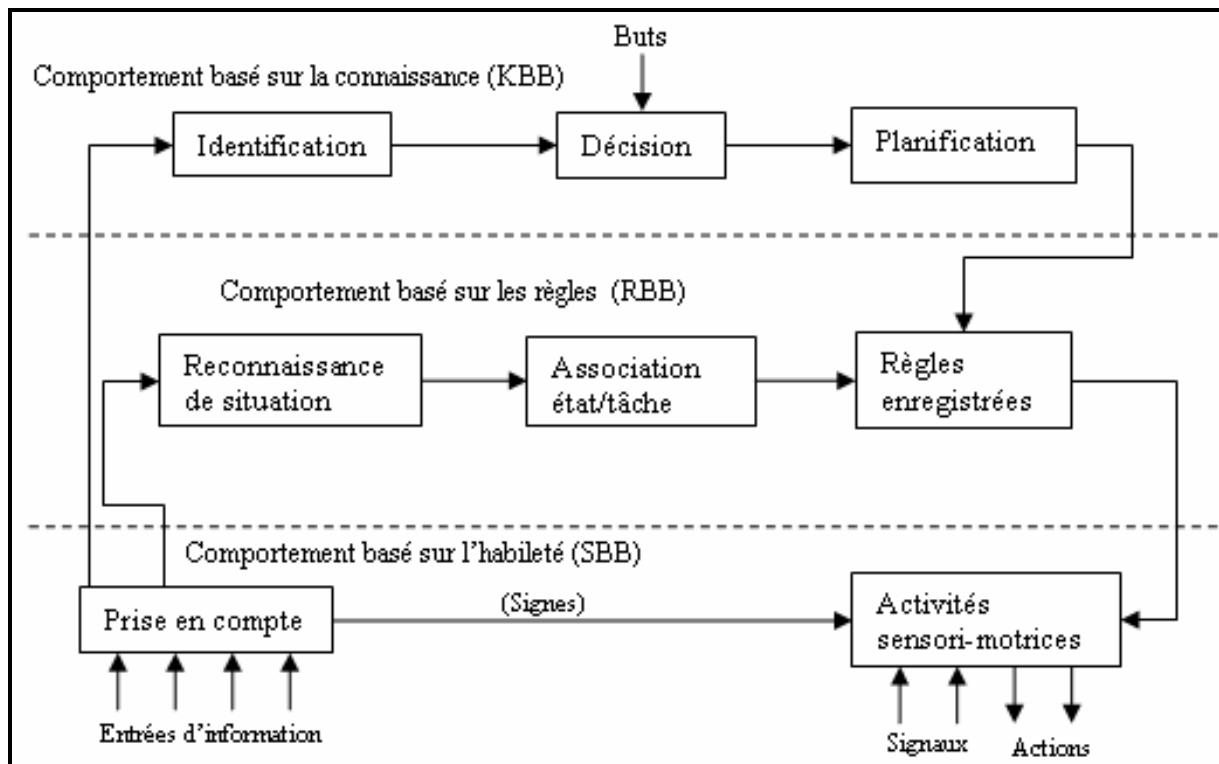 Buts
Comportement basé sur la connaissance (KBB)
Identification
Décision
Planification
Comportement basé sur les règles (RBB)
Reconnaissance
de situation
Association
état/tâche
Règles
enregistrées
Comportement basé sur l'habileté (SBB)
Prise en compte
(Signes)
Activités
sensori-motrices
Entrées d'information
Signaux
Actions